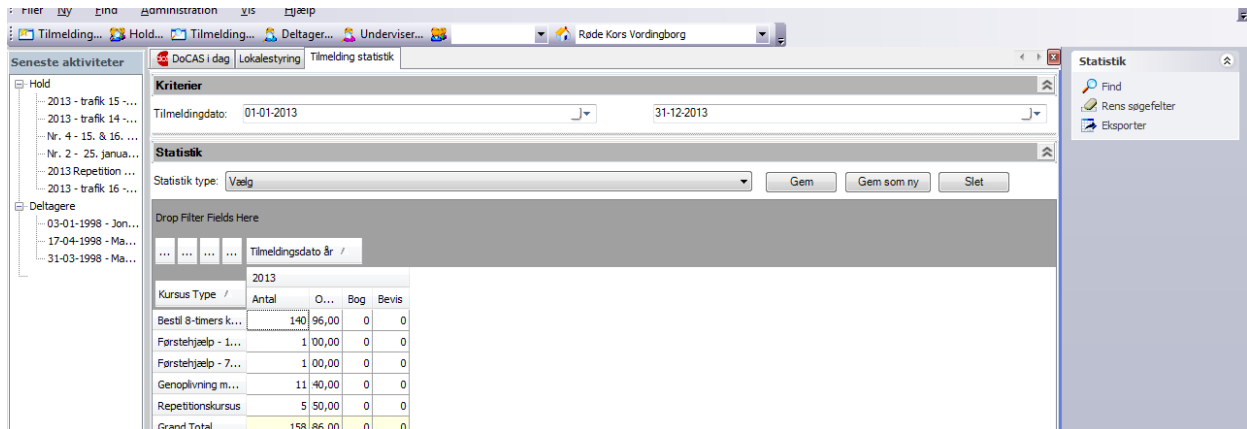 Filer Ny Find Administration Vis Hjælp
Tilmelding... Hold... Tilmelding... Deltager... Underviser... Røde Kors Vordingborg
Seneste aktiviteter
Hold
2013 - trafik 15 -...
2013 - trafik 14 -...
Nr. 4 - 15. & 16. ...
Nr. 2 - 25. janua...
2013 Repetition ...
2013 - trafik 16 -...
Deltagere
03-01-1998 - Jon...
17-04-1998 - Ma...
31-03-1998 - Ma...
DoCAS i dag Lokalestyring Tilmelding statistik
Kriterier
Tilmeldingdato: 01-01-2013 31-12-2013
Statistik
Statistik type: Vælg Gem Gem som ny Slet
Drop Filter Fields Here
... ... ... ... Tilmeldingsdato år
2013
Kursus Type Antal O... Bog Bevis
Bestil 8-timers k... 140 96,00 0 0
Førstehjælp - 1... 1 00,00 0 0
Førstehjælp - 7... 1 00,00 0 0
Genoplivning m... 11 40,00 0 0
Repetitionskursus 5 50,00 0 0
Grand Total 158 86,00 0 0
Statistik
Find
Rens søgefelter
Eksporter